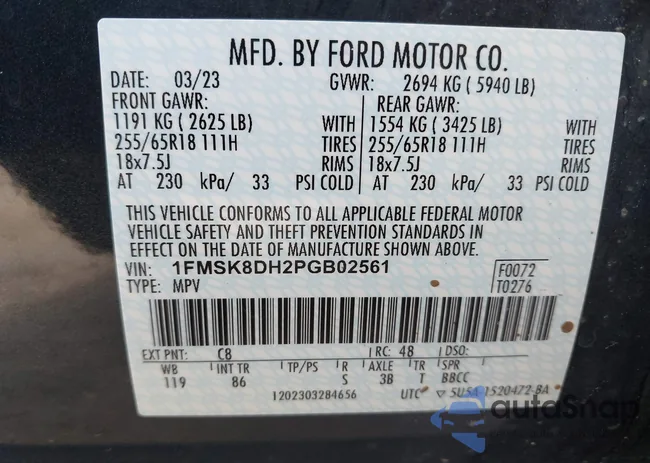 MFD. BY FORD MOTOR CO.
DATE: 03/23 GVWR: 2694 KG ( 5940 LB)
FRONT GAWR: REAR GAWR:
1191 KG ( 2625 LB) WITH 1554 KG ( 3425 LB) WITH
255/65R18 111H TIRES 255/65R18 111H TIRES
18x7.5J RIMS 18x7.5J RIMS
AT 230 kPa/ 33 PSI COLD AT 230 kPa/ 33 PSI COLD
THIS VEHICLE CONFORMS TO ALL APPLICABLE FEDERAL MOTOR
VEHICLE SAFETY AND THEFT PREVENTION STANDARDS IN
EFFECT ON THE DATE OF MANUFACTURE SHOWN ABOVE.
VIN: 1FMSK8DH2PGB02561 F0072
TYPE: MPV T0276
EXT PNT: C8 RC: 48 DSO:
WB INT TR TP/PS R AXLE TR SPR
119 86 S 3B T BBCC
1202303284656 UTC 5U5A-1520472-BA
autoSnap